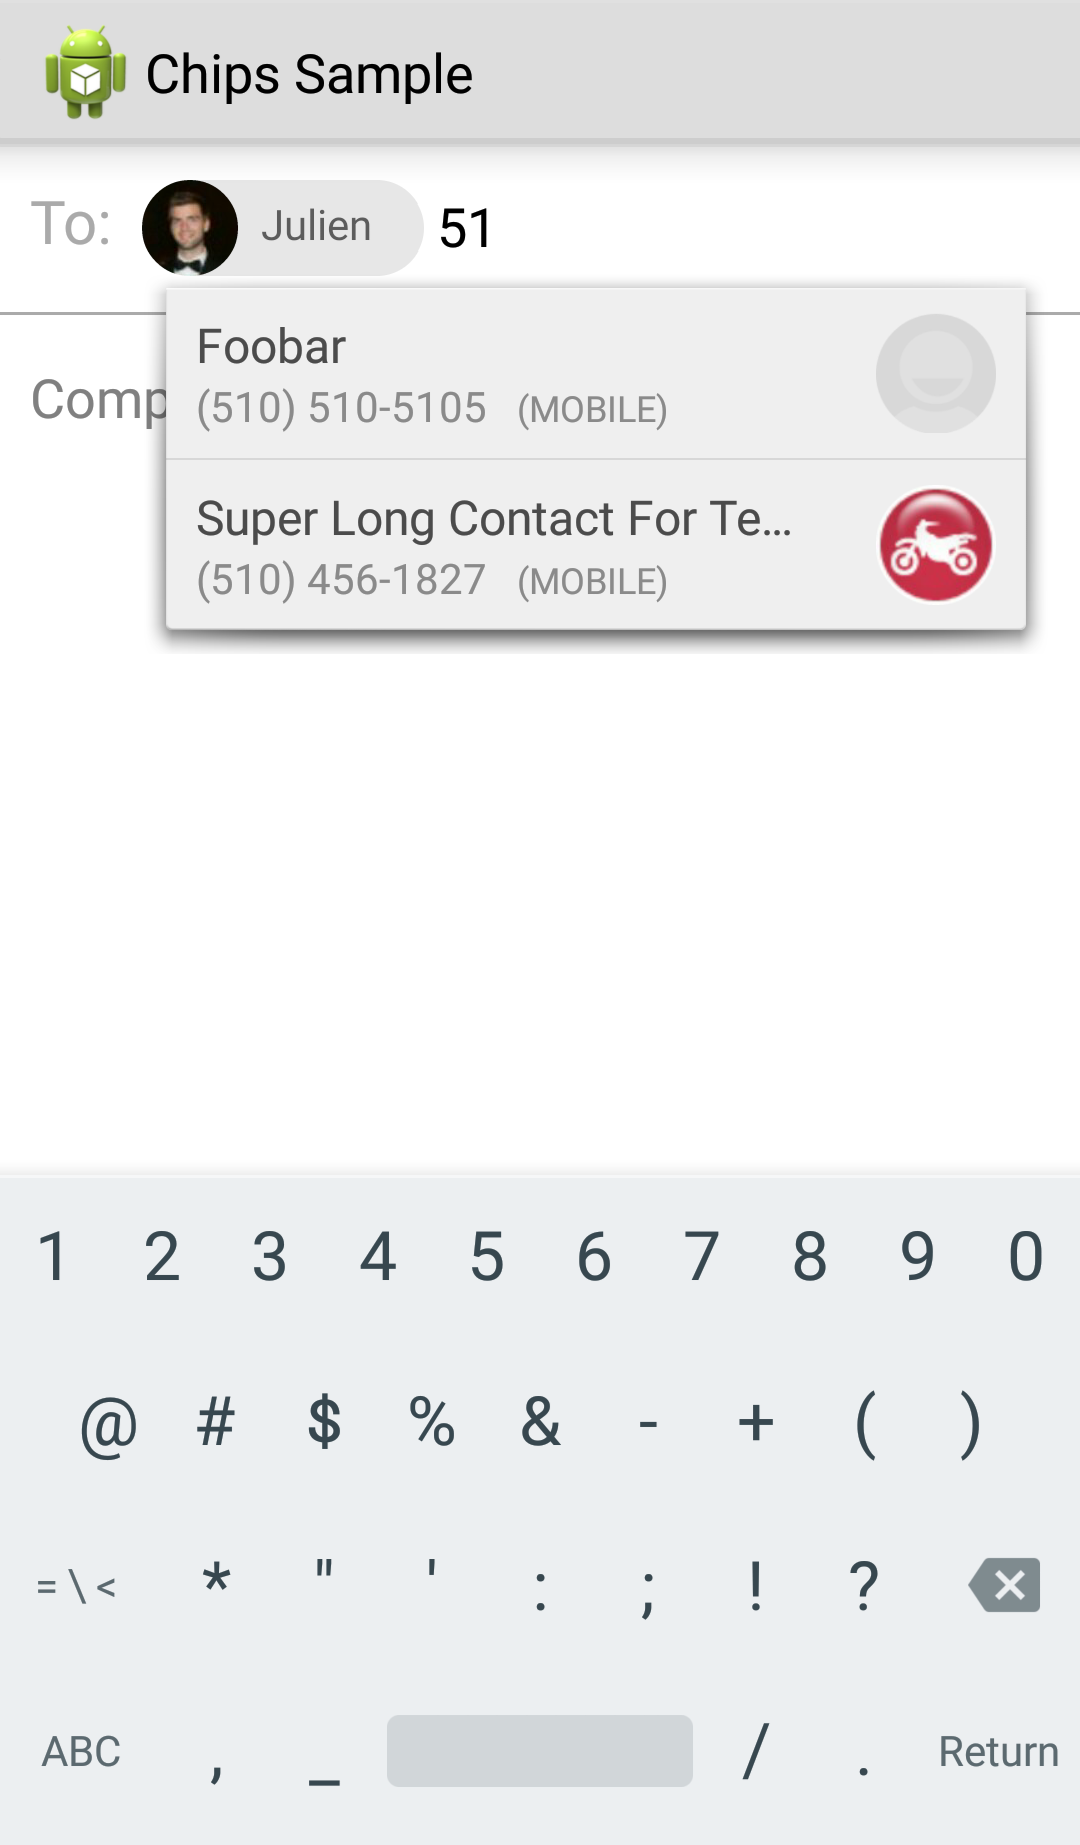 Chips Sample
To: Julien 51
Foobar
(510) 510-5105 (MOBILE)
Comp
Super Long Contact For Te...
(510) 456-1827 (MOBILE)
1 2 3 4 5 6 7 8 9 0
@ # $ % & - + ( )
= \ < * " ' : ; ! ?
ABC , _ / . Return